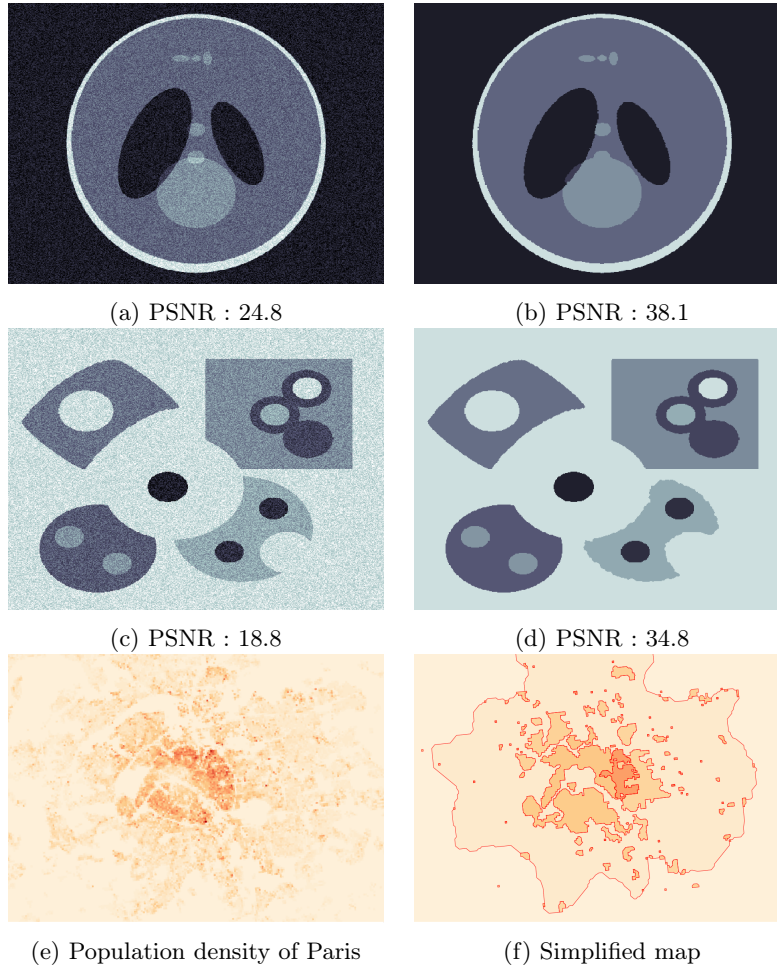 (a) PSNR : 24.8
(b) PSNR : 38.1
(c) PSNR : 18.8
(d) PSNR : 34.8
(e) Population density of Paris
(f) Simplified map